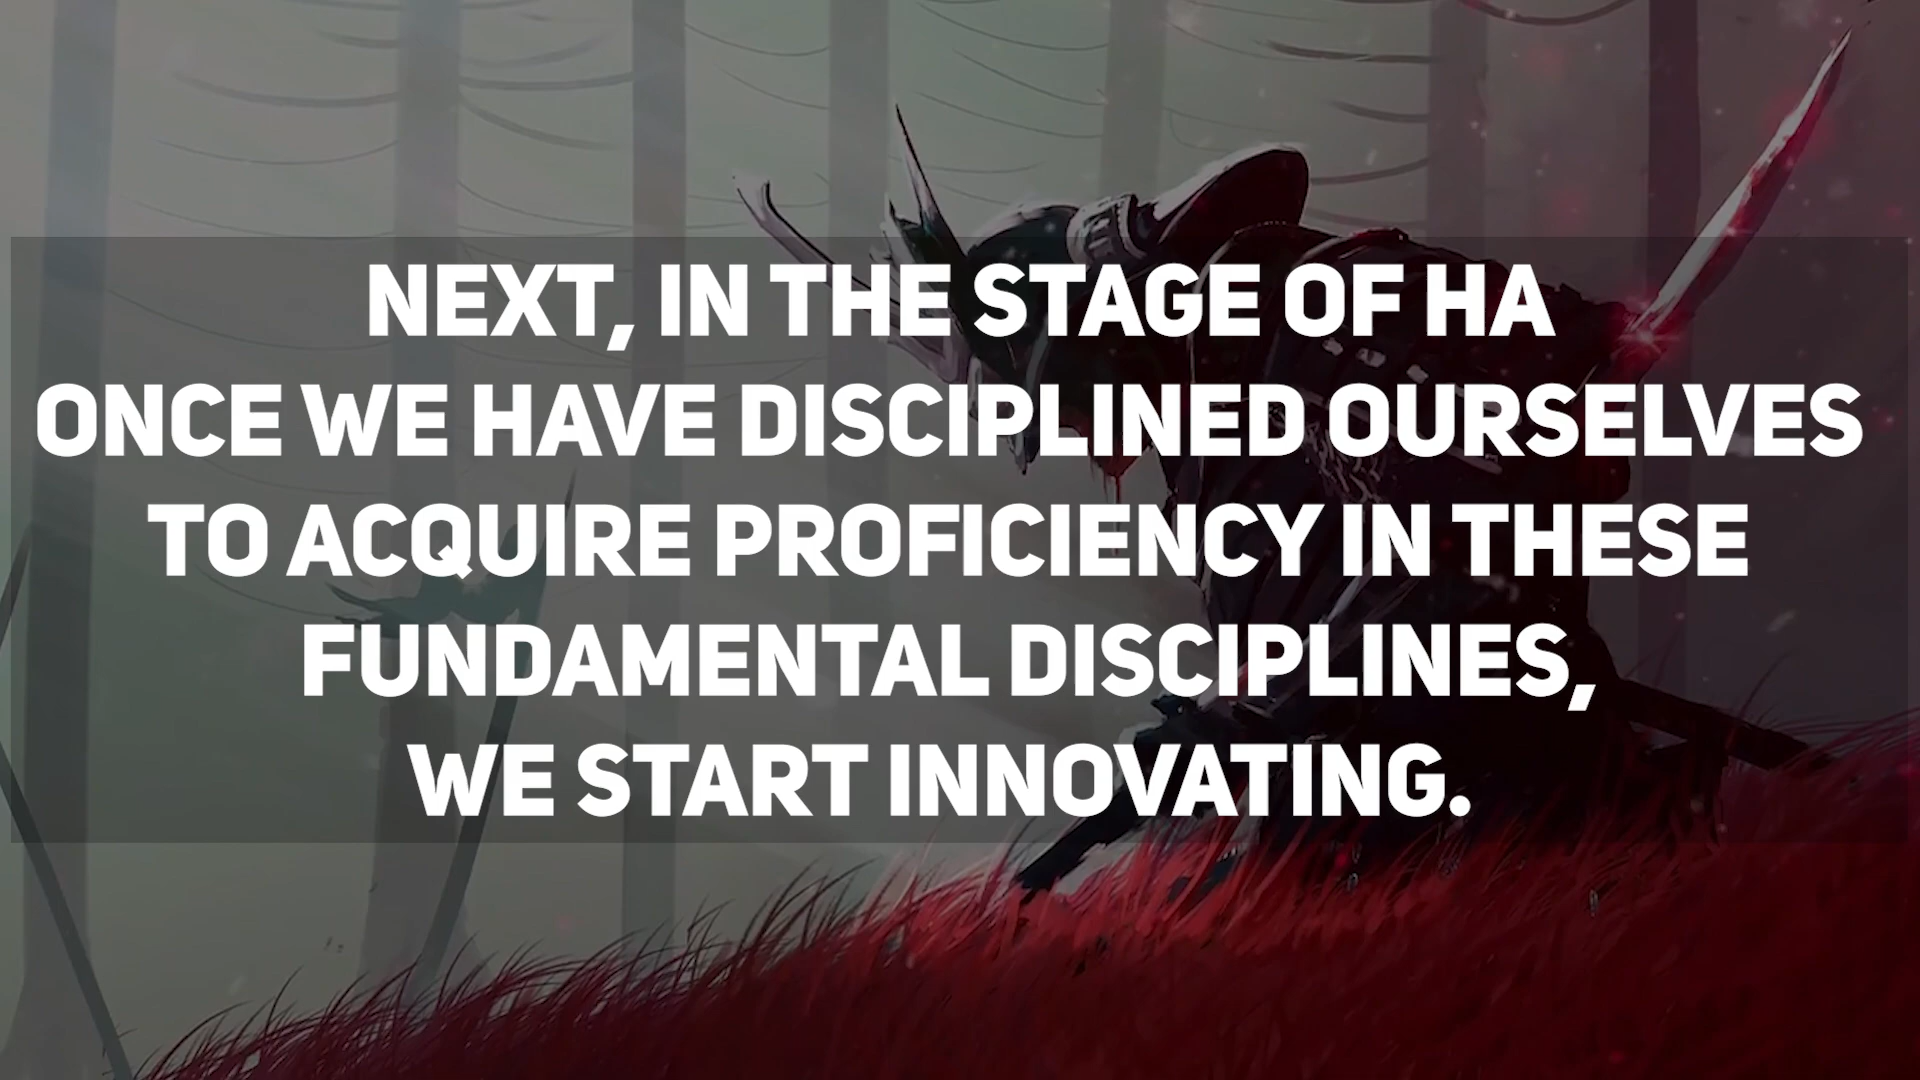 NEXT, IN THE STAGE OF HA
ONCE WE HAVE DISCIPLINED OURSELVES
TO ACQUIRE PROFICIENCY IN THESE
FUNDAMENTAL DISCIPLINES,
WE START INNOVATING.